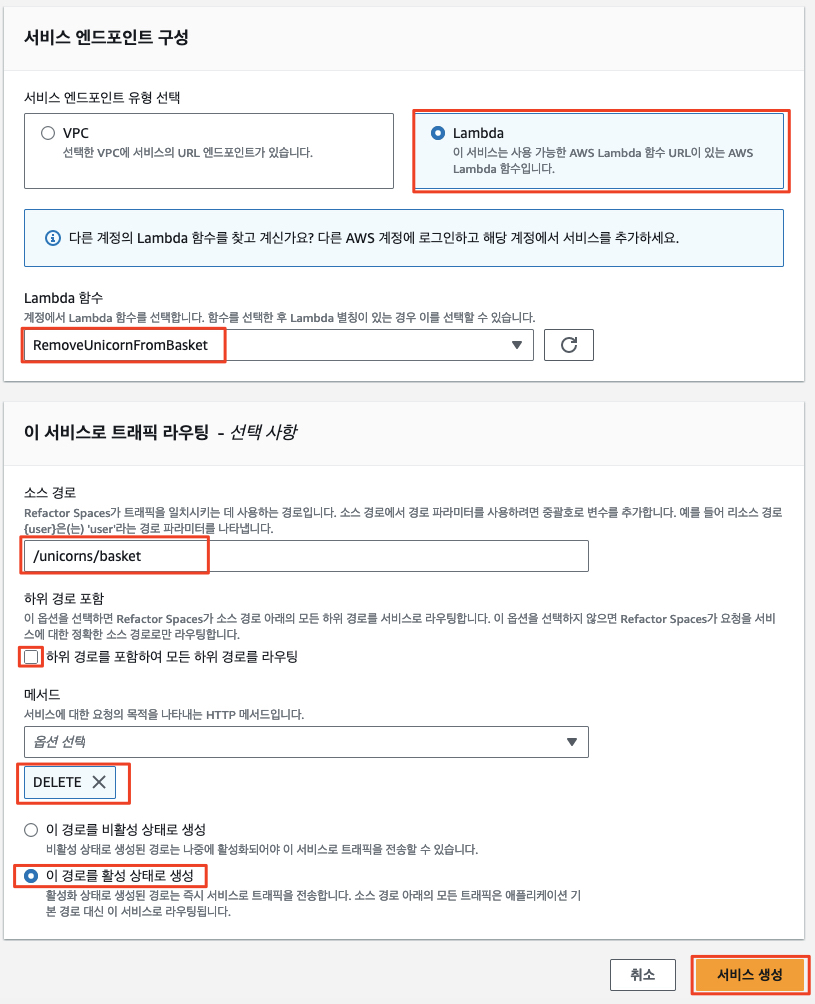 서비스 엔드포인트 구성
서비스 엔드포인트 유형 선택
VPC
선택한 VPC에 서비스의 URL 엔드포인트가 있습니다.
Lambda
이 서비스는 사용 가능한 AWS Lambda 함수 URL이 있는 AWS
Lambda 함수입니다.
다른 계정의 Lambda 함수를 찾고 계신가요? 다른 AWS 계정에 로그인하고 해당 계정에서 서비스를 추가하세요.
Lambda 함수
계정에서 Lambda 함수를 선택합니다. 함수를 선택한 후 Lambda 별칭이 있는 경우 이를 선택할 수 있습니다.
RemoveUnicornFromBasket
이 서비스로 트래픽 라우팅 - 선택 사항
소스 경로
Refactor Spaces가 트래픽을 일치시키는 데 사용하는 경로입니다. 소스 경로에서 경로 파라미터를 사용하려면 중괄호로 변수를 추가합니다. 예를 들어 리소스 경로
{user}은(는) 'user'라는 경로 파라미터를 나타냅니다.
/unicorns/basket
하위 경로 포함
이 옵션을 선택하면 Refactor Spaces가 소스 경로 아래의 모든 하위 경로를 서비스로 라우팅합니다. 이 옵션을 선택하지 않으면 Refactor Spaces가 요청을 서비
스에 대한 정확한 소스 경로로만 라우팅합니다.
하위 경로를 포함하여 모든 하위 경로를 라우팅
메서드
서비스에 대한 요청의 목적을 나타내는 HTTP 메서드입니다.
옵션 선택
DELETE
이 경로를 비활성 상태로 생성
비활성 상태로 생성된 경로는 나중에 활성화되어야 이 서비스로 트래픽을 전송할 수 있습니다.
이 경로를 활성 상태로 생성
활성화 상태로 생성된 경로는 즉시 서비스로 트래픽을 전송합니다. 소스 경로 아래의 모든 트래픽은 애플리케이션 기
본 경로 대신 이 서비스로 라우팅됩니다.
취소
서비스 생성